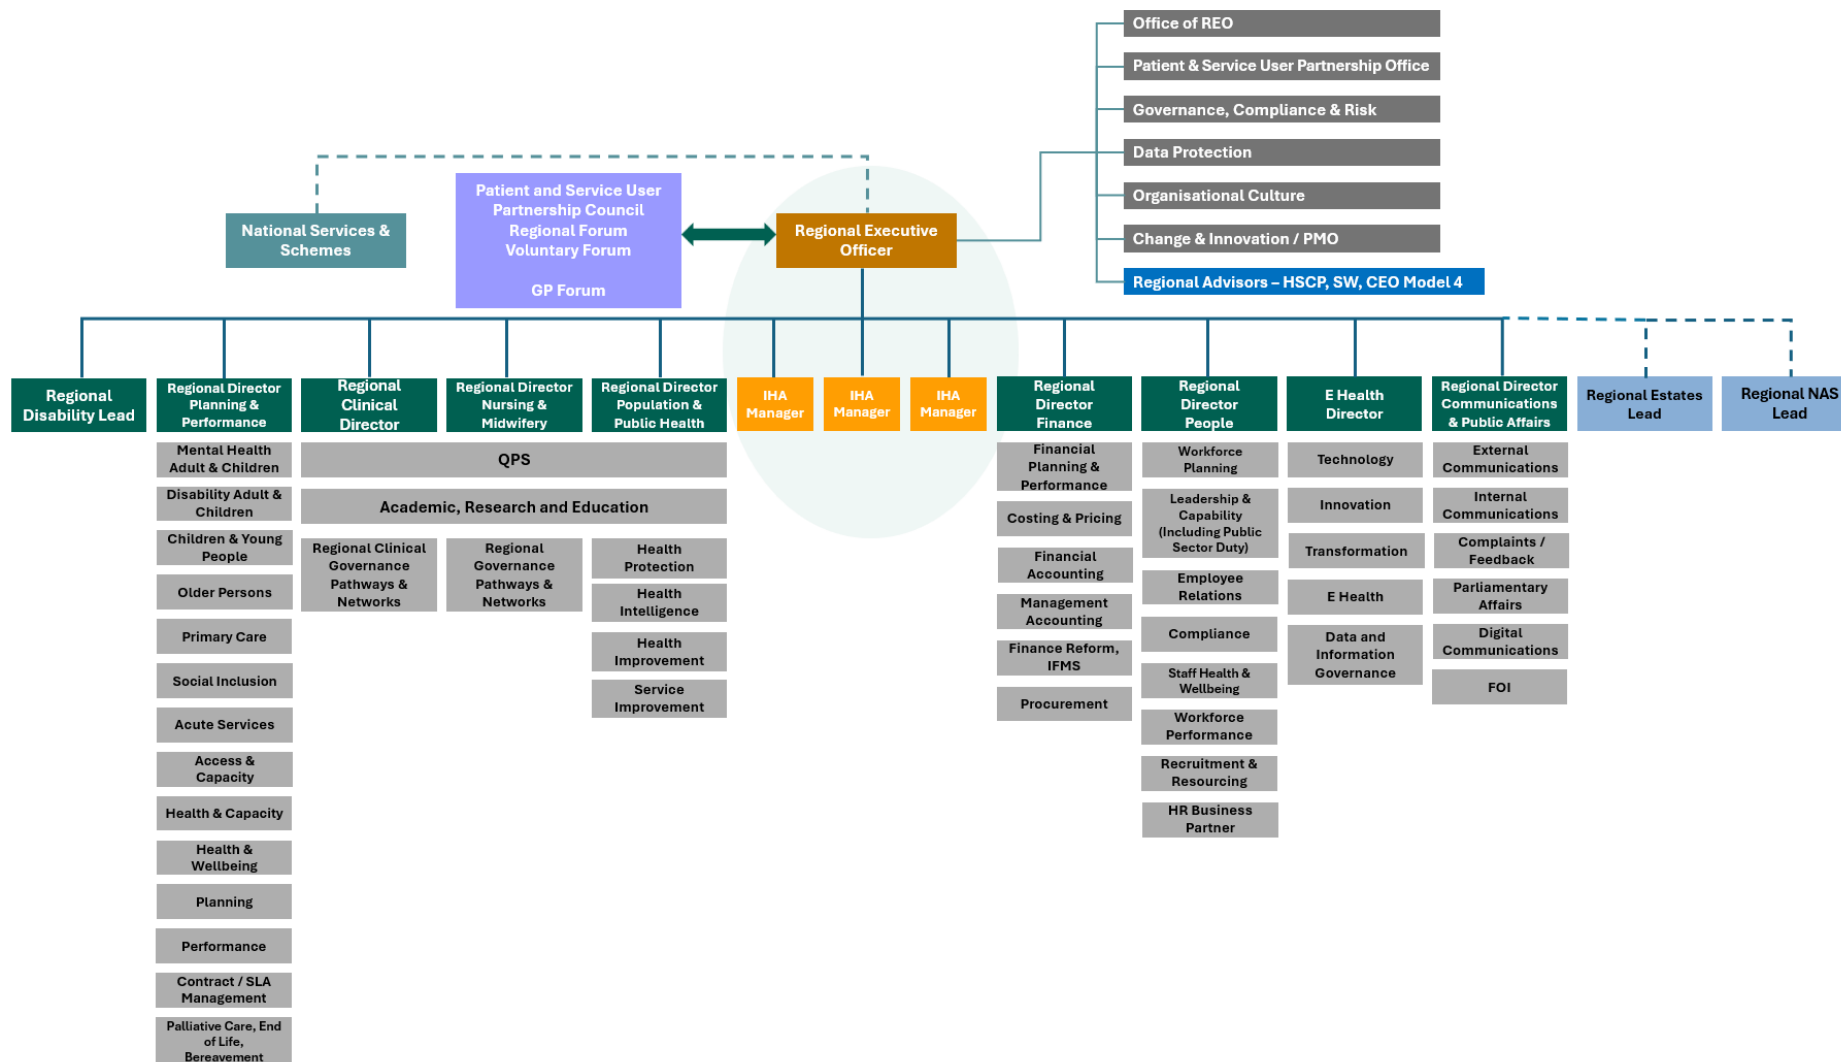 Office of REO
Patient & Service User Partnership Office
Governance, Compliance & Risk
Data Protection
Organisational Culture
Change & Innovation / PMO
Regional Advisors – HSCP, SW, CEO Model 4
National Services &
Schemes
Patient and Service User
Partnership Council
Regional Forum
Voluntary Forum
GP Forum
Regional Executive
Officer
Regional
Disability Lead
Regional Director
Planning &
Performance
Regional
Clinical
Director
Regional Director
Nursing &
Midwifery
Regional Director
Population &
Public Health
IHA
Manager
IHA
Manager
IHA
Manager
Regional
Director
Finance
Regional
Director
People
E Health
Director
Regional Director
Communications
& Public Affairs
Regional Estates
Lead
Regional NAS
Lead
Mental Health
Adult & Children
Disability Adult &
Children
Children & Young
People
Older Persons
Primary Care
Social Inclusion
Acute Services
Access &
Capacity
Health & Capacity
Health &
Wellbeing
Planning
Performance
Contract / SLA
Management
Palliative Care, End
of Life,
Bereavement
QPS
Academic, Research and Education
Regional Clinical
Governance
Pathways &
Networks
Regional
Governance
Pathways &
Networks
Health
Protection
Health
Intelligence
Health
Improvement
Service
Improvement
Financial
Planning &
Performance
Costing & Pricing
Financial
Accounting
Management
Accounting
Finance Reform,
IFMS
Procurement
Workforce
Planning
Leadership &
Capability
(Including Public
Sector Duty)
Employee
Relations
Compliance
Staff Health &
Wellbeing
Workforce
Performance
Recruitment &
Resourcing
HR Business
Partner
Technology
Innovation
Transformation
E Health
Data and
Information
Governance
External
Communications
Internal
Communications
Complaints /
Feedback
Parliamentary
Affairs
Digital
Communications
FOI